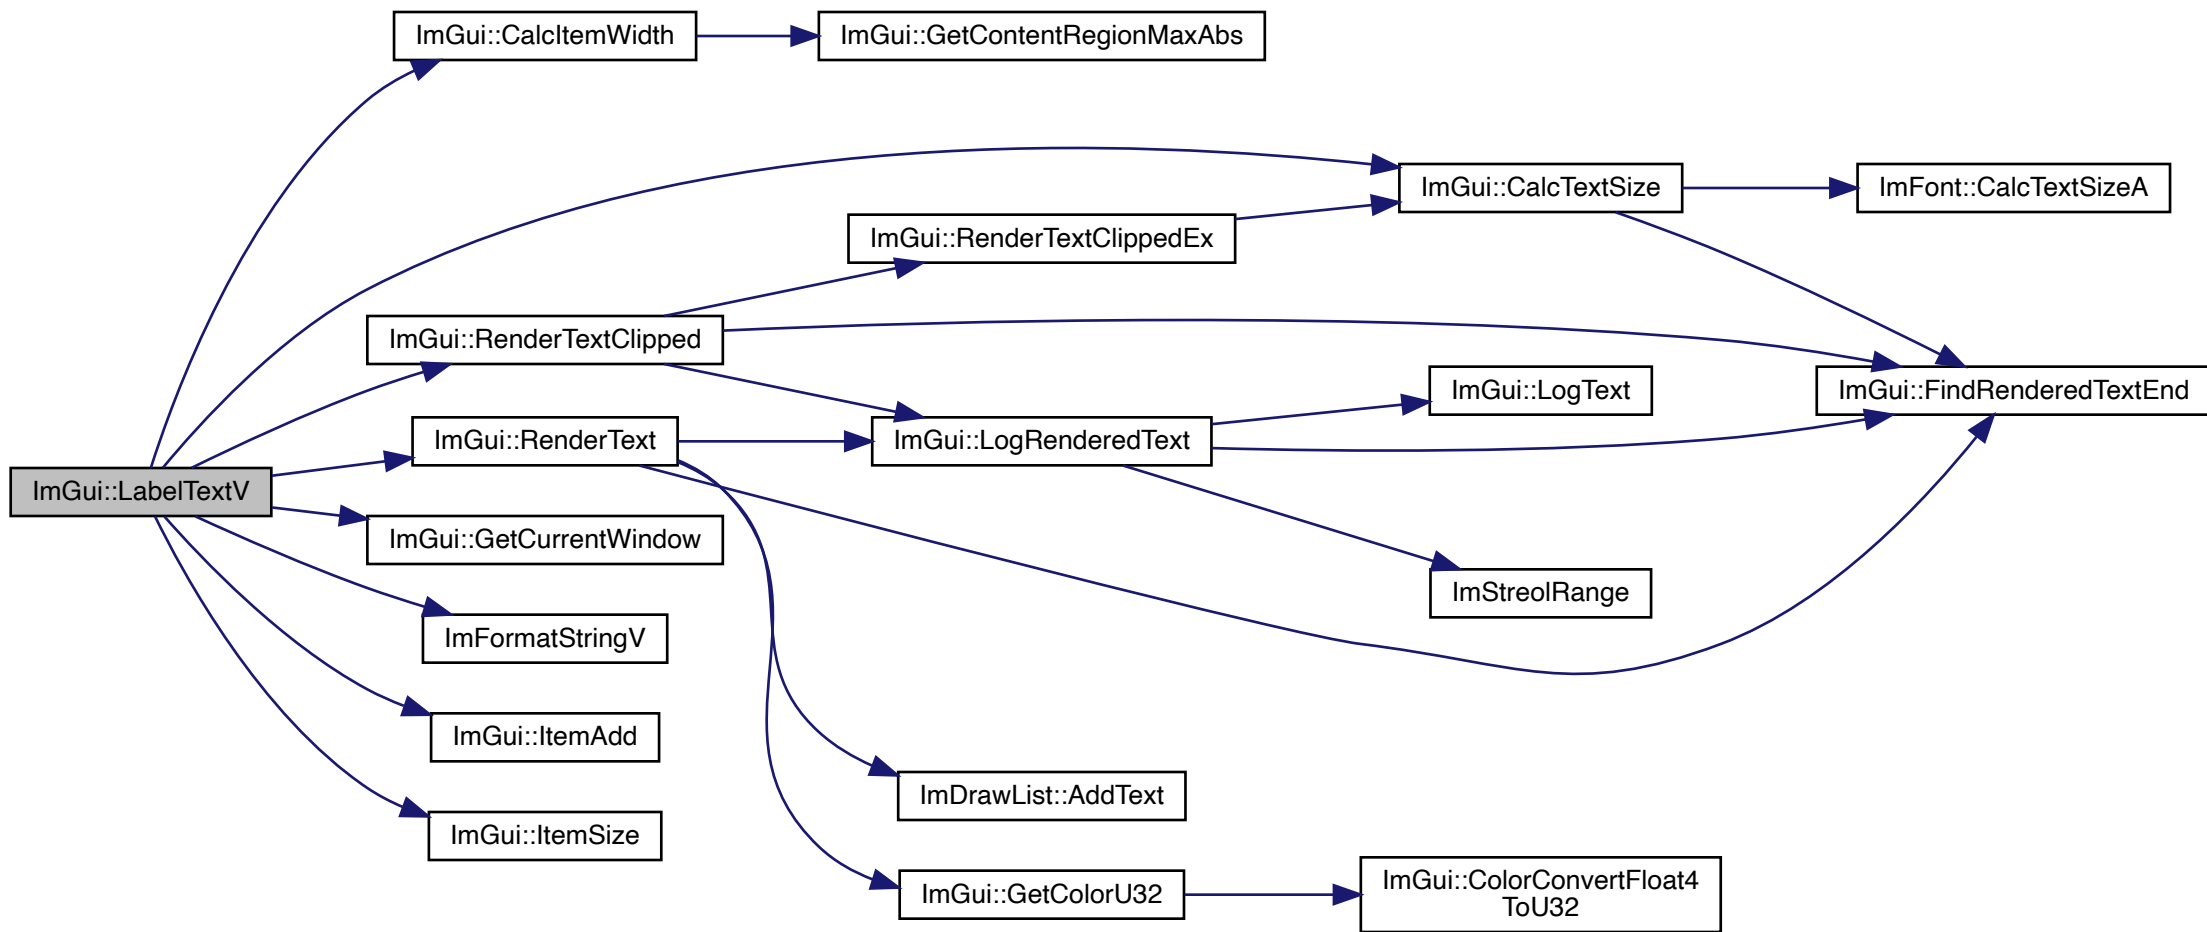 ImGui::CalcItemWidth
ImGui::GetContentRegionMaxAbs
ImGui::CalcTextSize
ImFont::CalcTextSizeA
ImGui::RenderTextClippedEx
ImGui::RenderTextClipped
ImGui::LogText
ImGui::FindRenderedTextEnd
ImGui::RenderText
ImGui::LogRenderedText
ImGui::LabelTextV
ImGui::GetCurrentWindow
ImStreolRange
ImFormatStringV
ImGui::ItemAdd
ImDrawList::AddText
ImGui::ItemSize
ImGui::GetColorU32
ImGui::ColorConvertFloat4
ToU32